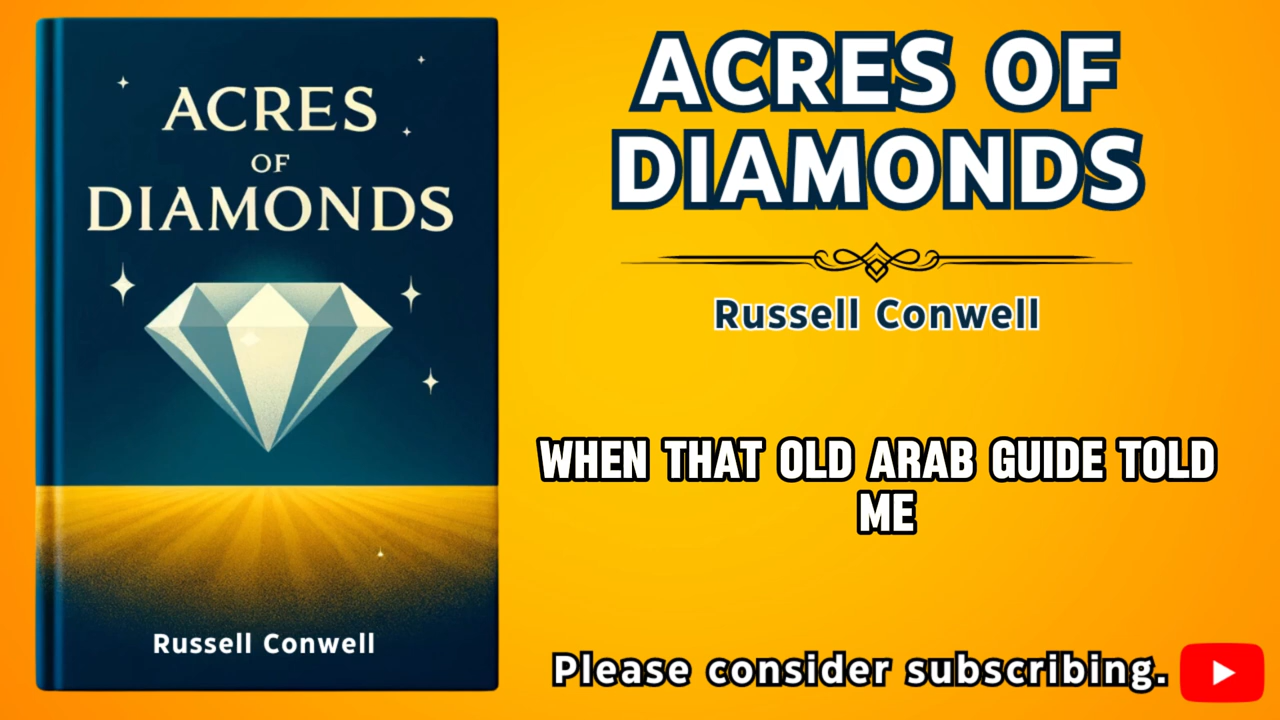 ACRES
OF
DIAMONDS
Russell Conwell
ACRES OF
DIAMONDS
Russell Conwell
WHEN THAT OLD ARAB GUIDE TOLD
ME
Please consider subscribing.